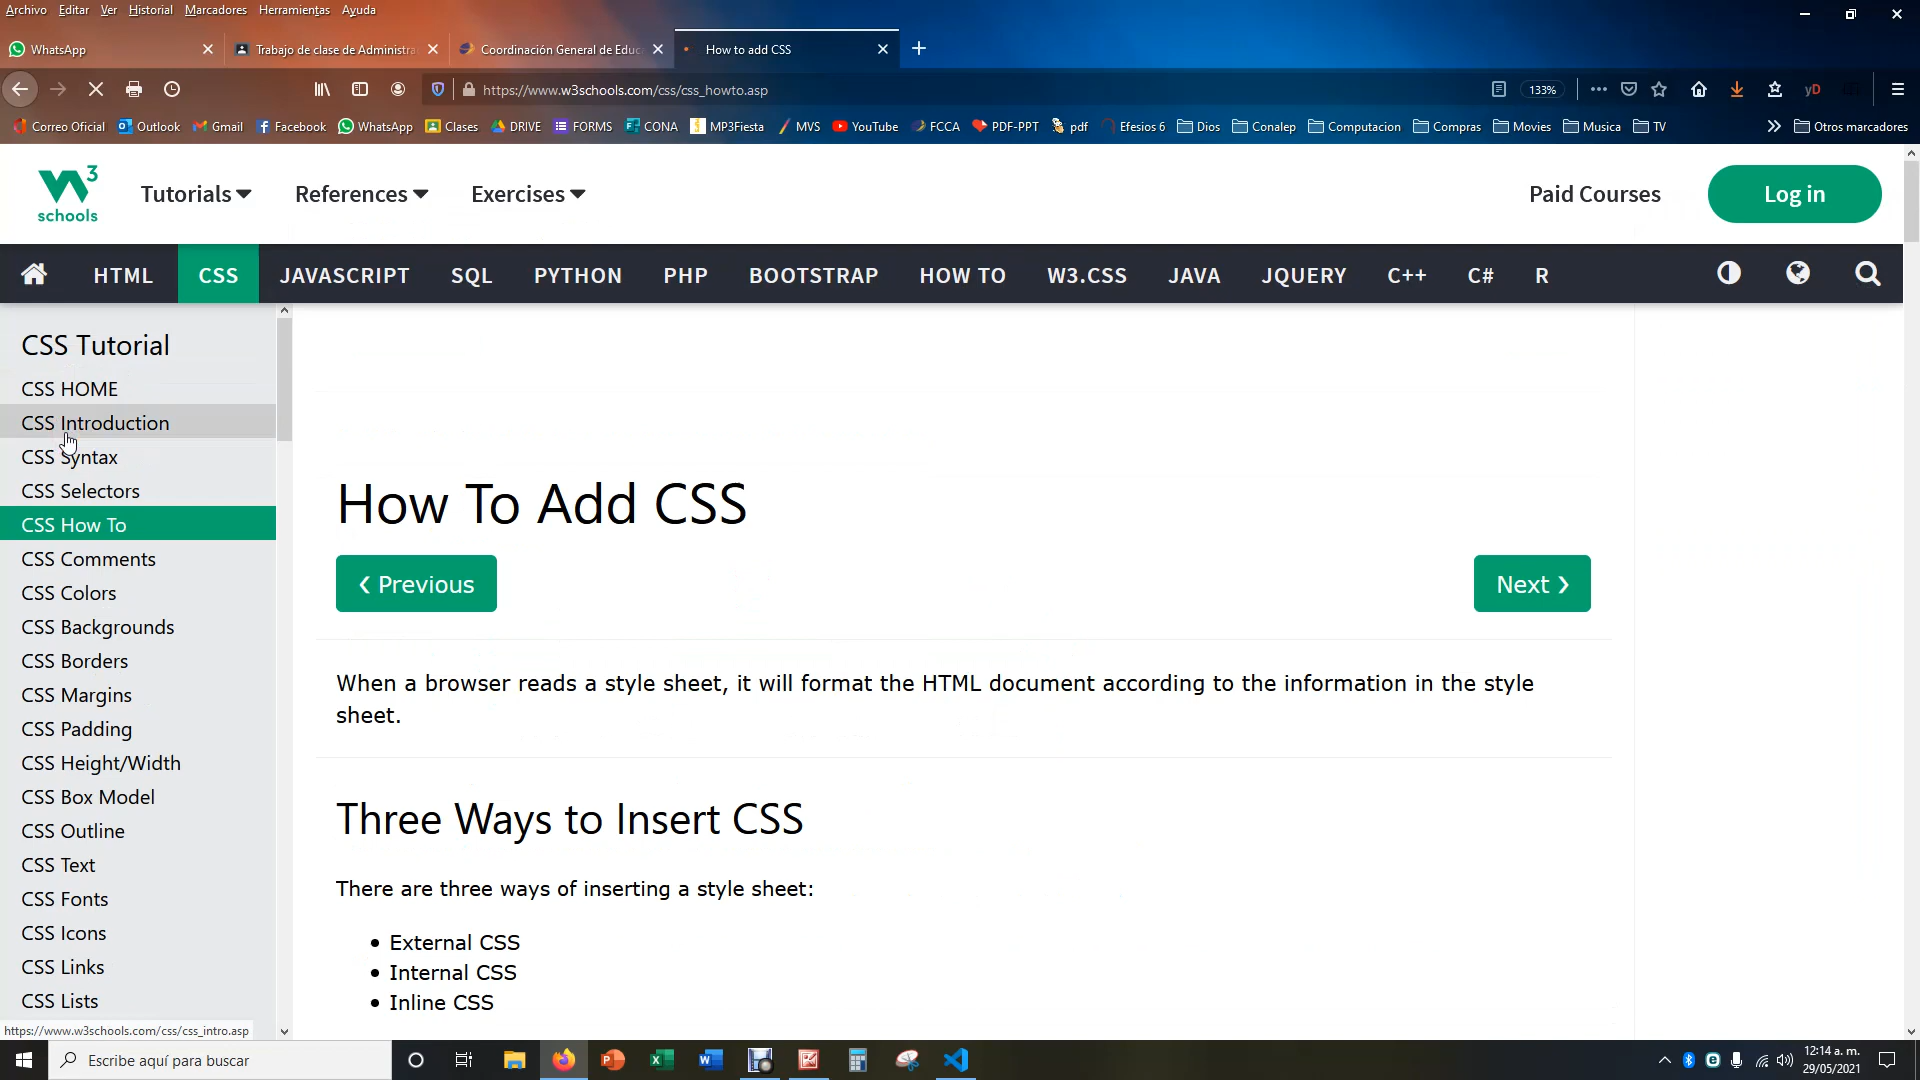 Archivo Editar Ver Historial Marcadores Herramientas Ayuda
WhatsApp
Trabajo de clase de Administra
Coordinación General de Educ
How to add CSS
https://www.w3schools.com/css/css_howto.asp
133%
yD
Correo Oficial Outlook Gmail Facebook WhatsApp Clases DRIVE FORMS CONA MP3Fiesta MVS YouTube FCCA PDF-PPT pdf Efesios 6 Dios Conalep Computacion Compras Movies Musica TV Otros marcadores
W3 schools
Tutorials References Exercises Paid Courses Log in
HTML CSS JAVASCRIPT SQL PYTHON PHP BOOTSTRAP HOW TO W3.CSS JAVA JQUERY C++ C# R
CSS Tutorial
CSS HOME
CSS Introduction
CSS Syntax
CSS Selectors
CSS How To
CSS Comments
CSS Colors
CSS Backgrounds
CSS Borders
CSS Margins
CSS Padding
CSS Height/Width
CSS Box Model
CSS Outline
CSS Text
CSS Fonts
CSS Icons
CSS Links
CSS Lists
https://www.w3schools.com/css/css_intro.asp
How To Add CSS
❮ Previous
Next ❯
When a browser reads a style sheet, it will format the HTML document according to the information in the style
sheet.
Three Ways to Insert CSS
There are three ways of inserting a style sheet:
• External CSS
• Internal CSS
• Inline CSS
Escribe aquí para buscar
12:14 a. m.
29/05/2021